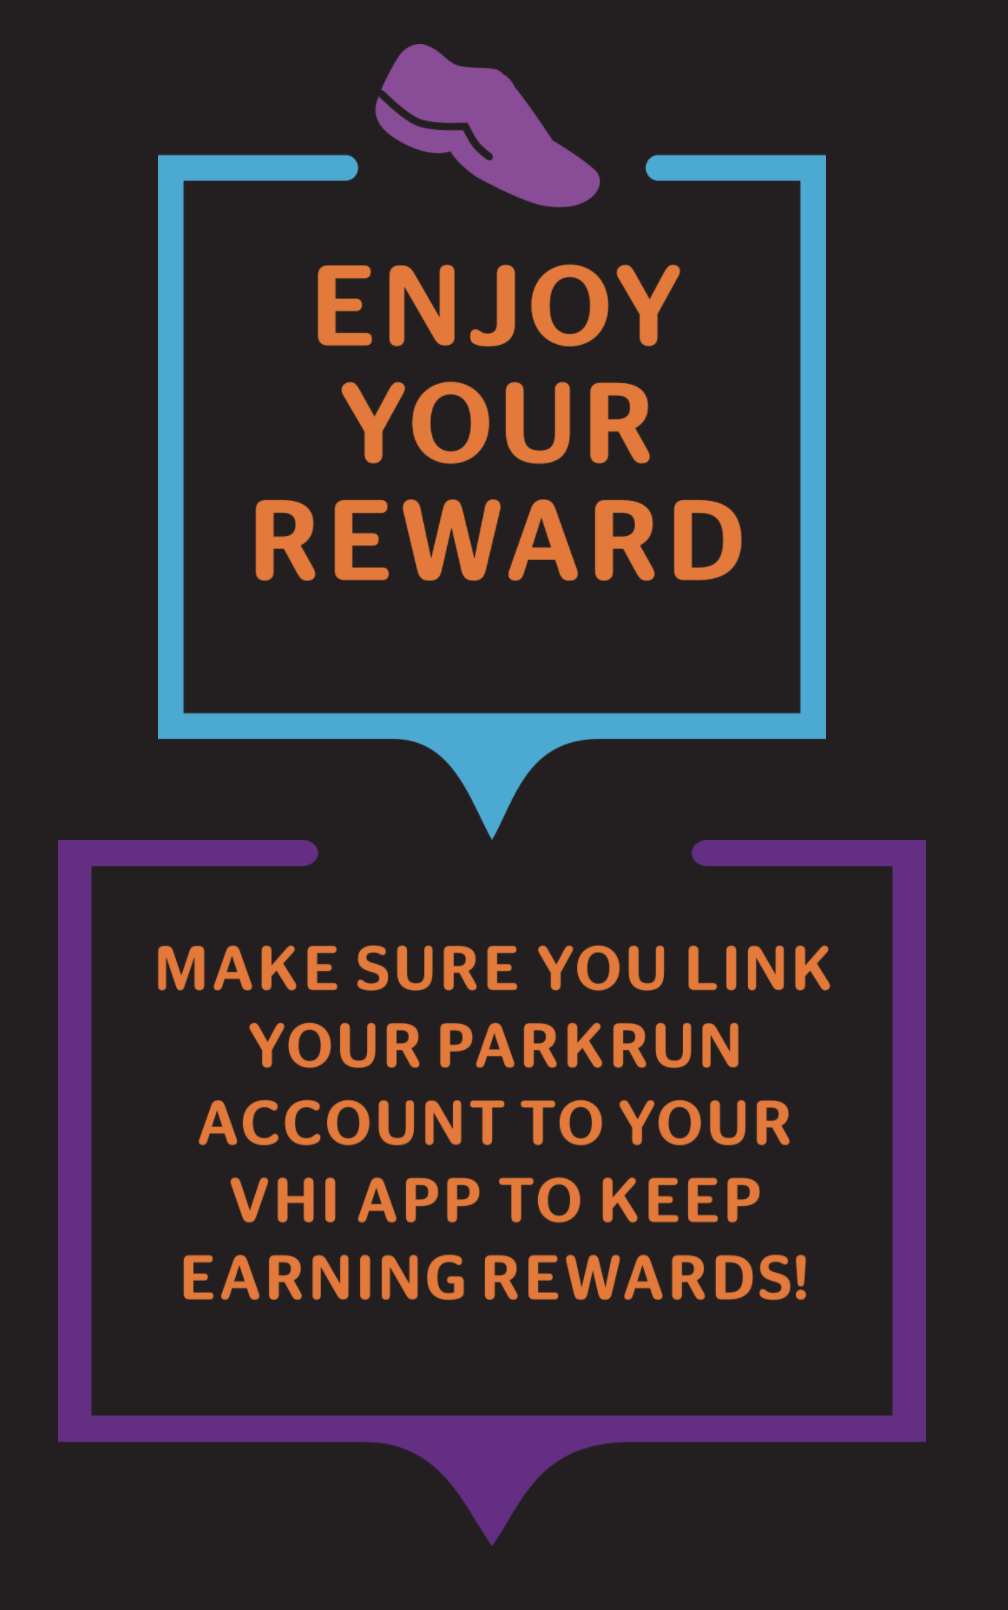 ENJOY
YOUR
REWARD
MAKE SURE YOU LINK
YOUR PARKRUN
ACCOUNT TO YOUR
VHI APP TO KEEP
EARNING REWARDS!